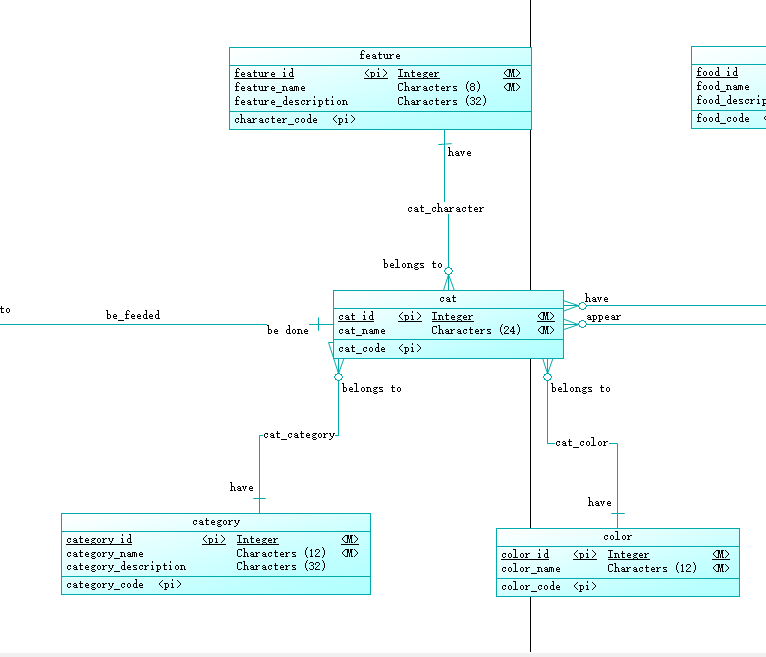 feature
feature_id <pi> Integer <M>
feature_name Characters (8) <M>
feature_description Characters (32)
character_code <pi>
food_id
food_name
food_descrip
food_code <
have
cat_character
belongs to
cat
cat_id <pi> Integer <M>
cat_name Characters (24) <M>
cat_code <pi>
to
be_feeded
be done
have
appear
belongs to
belongs to
cat_category
cat_color
have
have
category
category_id <pi> Integer <M>
category_name Characters (12) <M>
category_description Characters (32)
category_code <pi>
color
color_id <pi> Integer <M>
color_name Characters (12) <M>
color_code <pi>